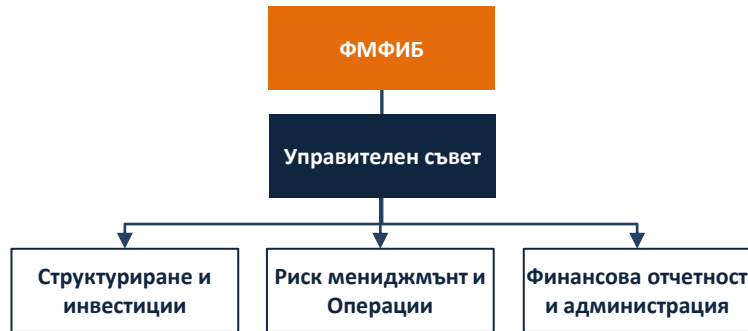 ФМФИБ
Управителен съвет
Структуриране и
инвестиции
Риск мениджмънт и
Операции
Финансова отчетност
и администрация